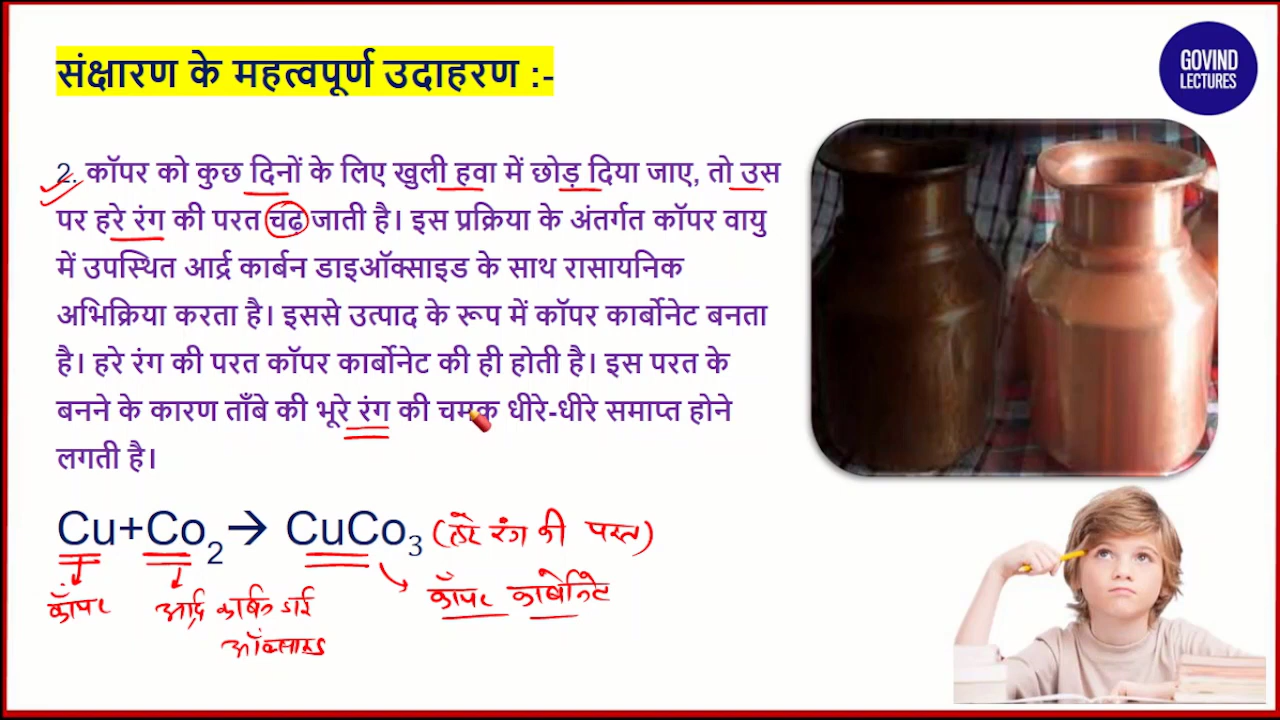 संक्षारण के महत्वपूर्ण उदाहरण :-
GOVIND
LECTURES
2. कॉपर को कुछ दिनों के लिए खुली हवा में छोड़ दिया जाए, तो उस
पर हरे रंग की परत चढ़ जाती है। इस प्रक्रिया के अंतर्गत कॉपर वायु
में उपस्थित आर्द्र कार्बन डाइऑक्साइड के साथ रासायनिक
अभिक्रिया करता है। इससे उत्पाद के रूप में कॉपर कार्बोनेट बनता
है। हरे रंग की परत कॉपर कार्बोनेट की ही होती है। इस परत के
बनने के कारण ताँबे की भूरे रंग की चमक धीरे-धीरे समाप्त होने
लगती है।
Cu+Co₂→ CuCo₃ (हरे रंग की परत)
कॉपर आर्द्र कार्बन डाई कॉपर कार्बोनेट
ऑक्साइड